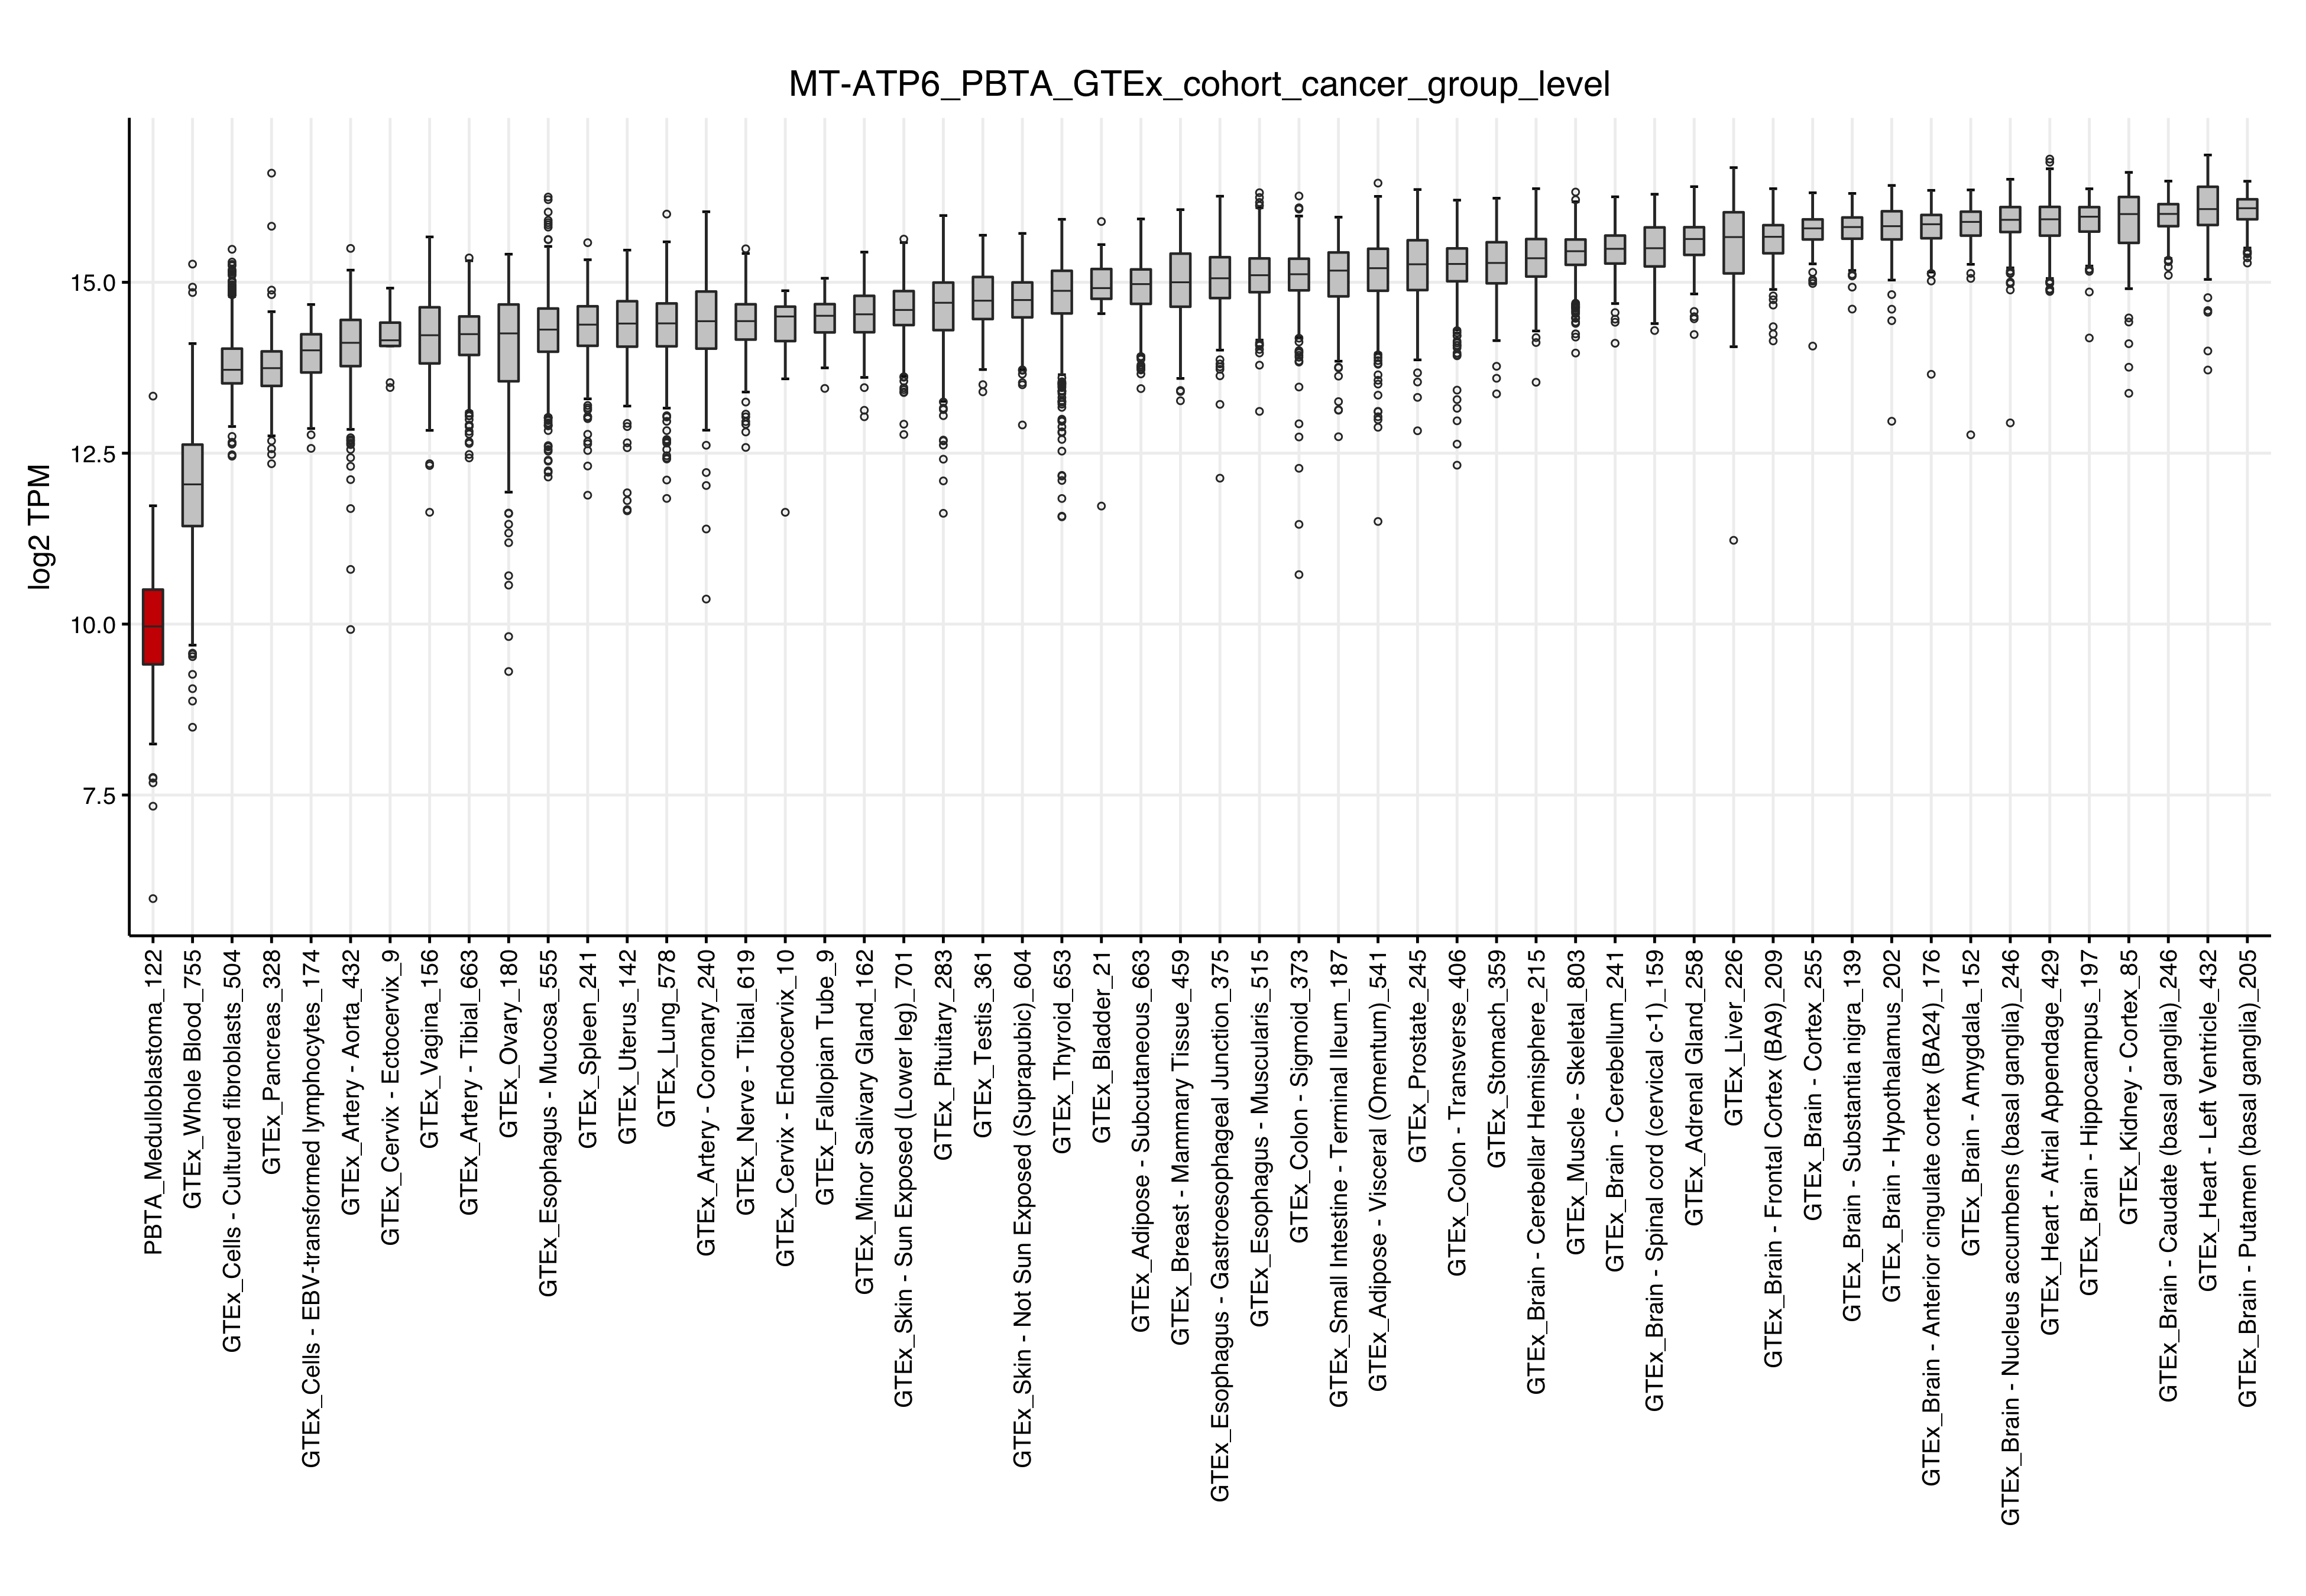 MT-ATP6_PBTA_GTEx_cohort_cancer_group_level
log2 TPM
15.0
12.5
10.0
7.5
PBTA_Medulloblastoma_122
GTEx_Whole Blood_755
GTEx_Cells - Cultured fibroblasts_504
GTEx_Pancreas_328
GTEx_Cells - EBV-transformed lymphocytes_174
GTEx_Artery - Aorta_432
GTEx_Cervix - Ectocervix_9
GTEx_Vagina_156
GTEx_Artery - Tibial_663
GTEx_Ovary_180
GTEx_Esophagus - Mucosa_555
GTEx_Spleen_241
GTEx_Uterus_142
GTEx_Lung_578
GTEx_Artery - Coronary_240
GTEx_Nerve - Tibial_619
GTEx_Cervix - Endocervix_10
GTEx_Fallopian Tube_9
GTEx_Minor Salivary Gland_162
GTEx_Skin - Sun Exposed (Lower leg)_701
GTEx_Pituitary_283
GTEx_Testis_361
GTEx_Skin - Not Sun Exposed (Suprapubic)_604
GTEx_Thyroid_653
GTEx_Bladder_21
GTEx_Adipose - Subcutaneous_663
GTEx_Breast - Mammary Tissue_459
GTEx_Esophagus - Gastroesophageal Junction_375
GTEx_Esophagus - Muscularis_515
GTEx_Colon - Sigmoid_373
GTEx_Small Intestine - Terminal Ileum_187
GTEx_Adipose - Visceral (Omentum)_541
GTEx_Prostate_245
GTEx_Colon - Transverse_406
GTEx_Stomach_359
GTEx_Brain - Cerebellar Hemisphere_215
GTEx_Muscle - Skeletal_803
GTEx_Brain - Cerebellum_241
GTEx_Brain - Spinal cord (cervical c-1)_159
GTEx_Adrenal Gland_258
GTEx_Liver_226
GTEx_Brain - Frontal Cortex (BA9)_209
GTEx_Brain - Cortex_255
GTEx_Brain - Substantia nigra_139
GTEx_Brain - Hypothalamus_202
GTEx_Brain - Anterior cingulate cortex (BA24)_176
GTEx_Brain - Amygdala_152
GTEx_Brain - Nucleus accumbens (basal ganglia)_246
GTEx_Heart - Atrial Appendage_429
GTEx_Brain - Hippocampus_197
GTEx_Kidney - Cortex_85
GTEx_Brain - Caudate (basal ganglia)_246
GTEx_Heart - Left Ventricle_432
GTEx_Brain - Putamen (basal ganglia)_205